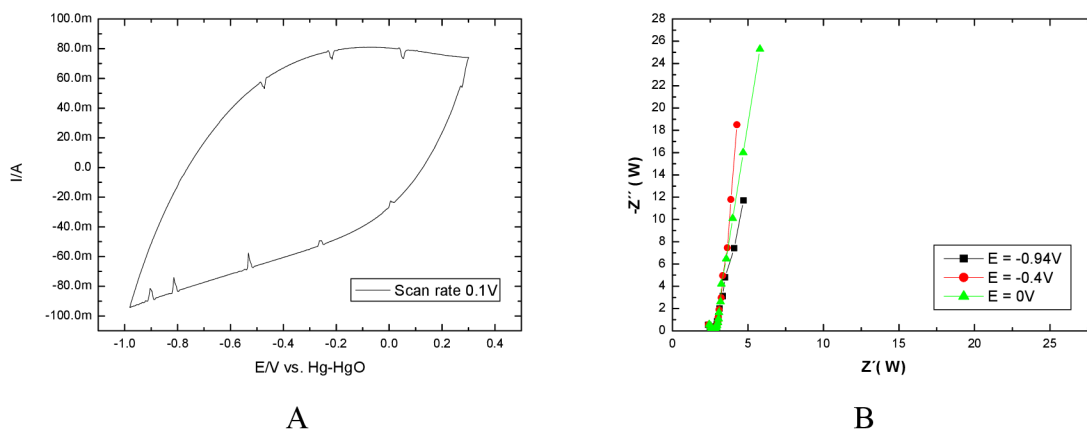 100.0m
80.0m
60.0m
40.0m
20.0m
0.0
-20.0m
-40.0m
-60.0m
-80.0m
-100.0m
I/A
-1.0 -0.8 -0.6 -0.4 -0.2 0.0 0.2 0.4
E/V vs. Hg-HgO
Scan rate 0.1V
A
28
26
24
22
20
18
16
14
12
10
8
6
4
2
0
-Z´´ ( W)
0 5 10 15 20 25
Z´( W)
E = -0.94V
E = -0.4V
E = 0V
B